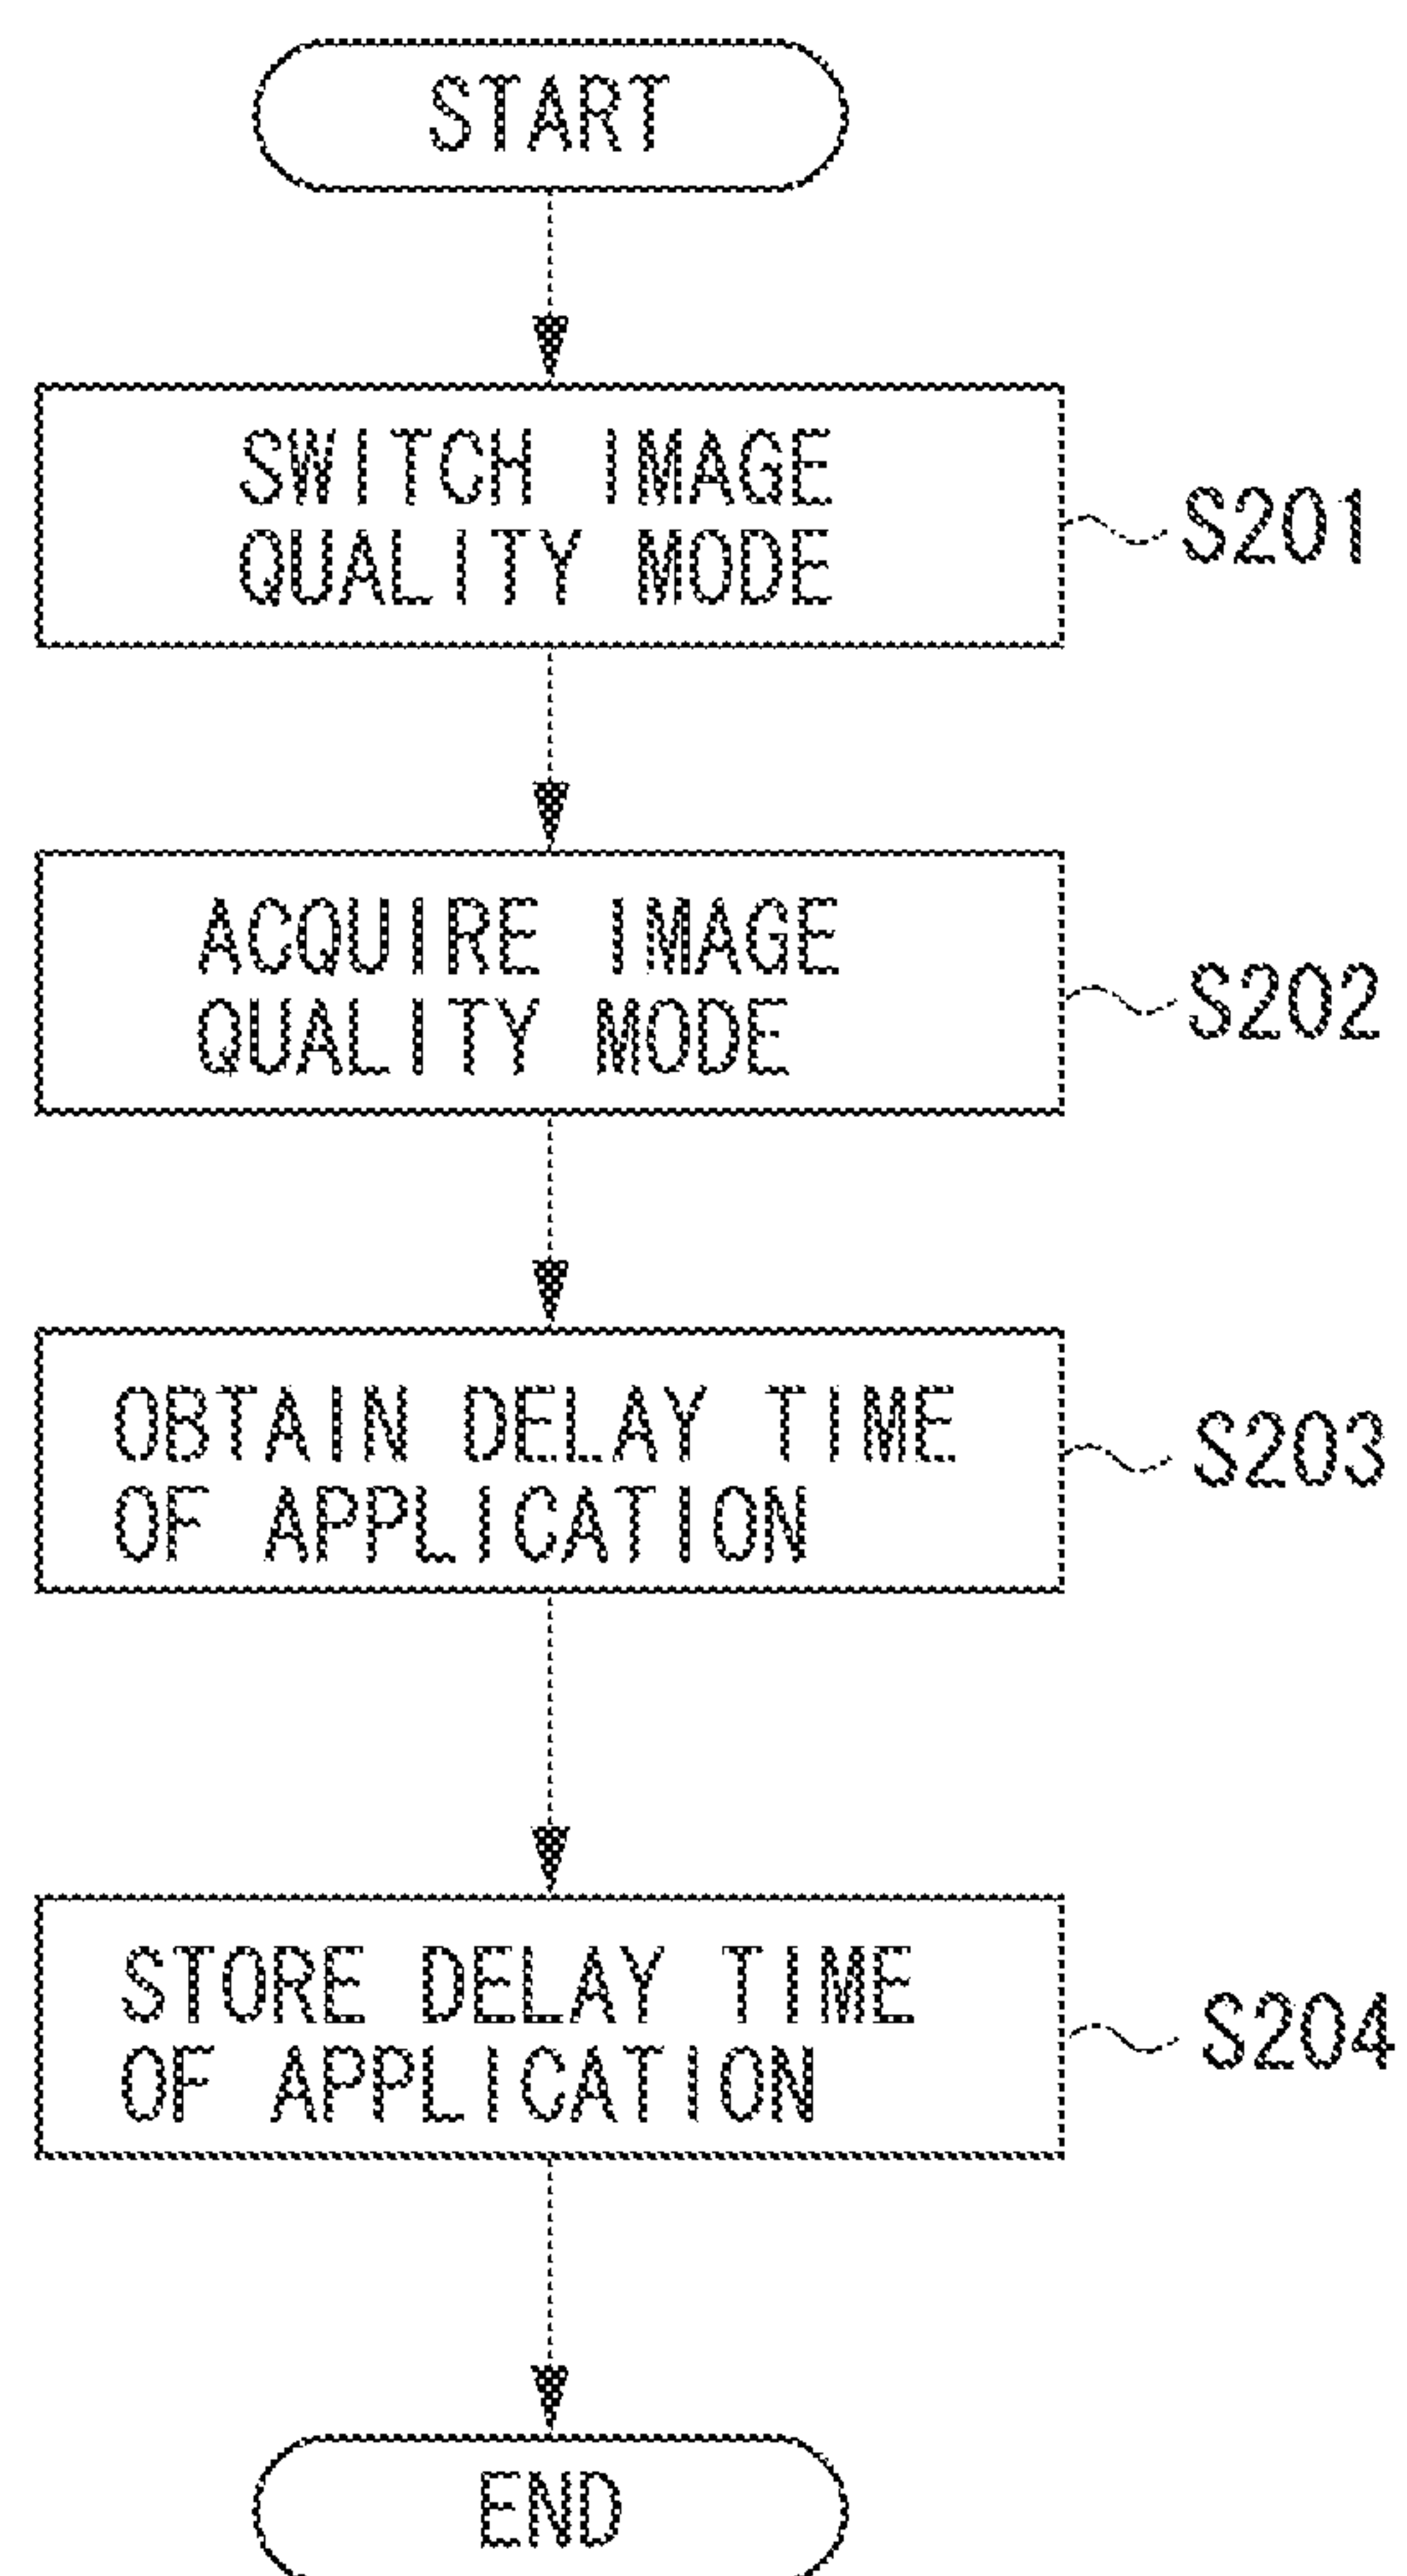 START
SWITCH IMAGE
QUALITY MODE
S201
ACQUIRE IMAGE
QUALITY MODE
S202
OBTAIN DELAY TIME
OF APPLICATION
S203
STORE DELAY TIME
OF APPLICATION
S204
END